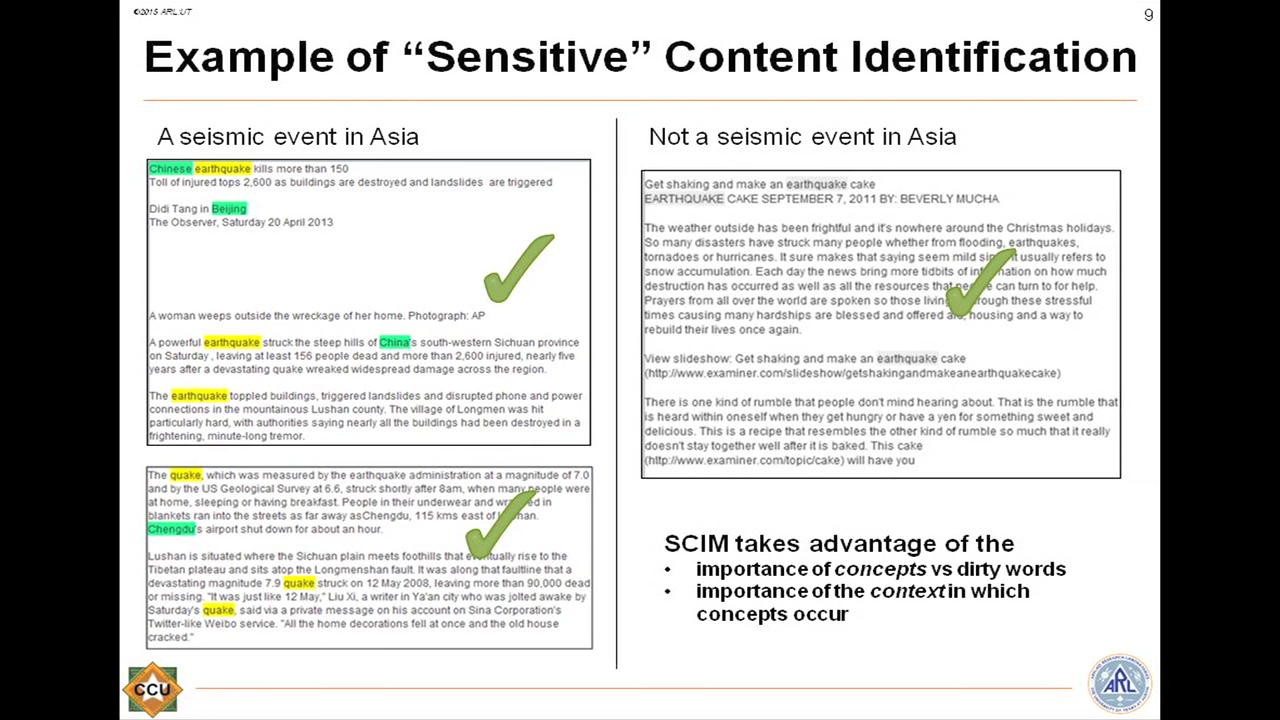 ©2015 ARL:UT
9
Example of “Sensitive” Content Identification
A seismic event in Asia
Chinese earthquake kills more than 150
Toll of injured tops 2,600 as buildings are destroyed and landslides are triggered
Didi Tang in Beijing
The Observer, Saturday 20 April 2013
A woman weeps outside the wreckage of her home. Photograph: AP
A powerful earthquake struck the steep hills of China's south-western Sichuan province
on Saturday , leaving at least 156 people dead and more than 2,600 injured, nearly five
years after a devastating quake wreaked widespread damage across the region.
The earthquake toppled buildings, triggered landslides and disrupted phone and power
connections in the mountainous Lushan county. The village of Longmen was hit
particularly hard, with authorities saying nearly all the buildings had been destroyed in a
frightening, minute-long tremor.
The quake, which was measured by the earthquake administration at a magnitude of 7.0
and by the US Geological Survey at 6.6, struck shortly after 8am, when many people were
at home, sleeping or having breakfast. People in their underwear and in
blankets ran into the streets as far away asChengdu, 115 kms east of
Chengdu's airport shut down for about an hour.
Lushan is situated where the Sichuan plain meets foothills that eventually rise to the
Tibetan plateau and sits atop the Longmenshan fault. It was along that faultline that a
devastating magnitude 7.9 quake struck on 12 May 2008, leaving more than 90,000 dead
or missing. "It was just like 12 May," Liu Xi, a writer in Ya'an city who was jolted awake by
Saturday's quake, said via a private message on his account on Sina Corporation's
Twitter-like Weibo service. "All the home decorations fell at once and the old house
cracked."
Not a seismic event in Asia
Get shaking and make an earthquake cake
EARTHQUAKE CAKE SEPTEMBER 7, 2011 BY: BEVERLY MUCHA
The weather outside has been frightful and it's nowhere around the Christmas holidays.
So many disasters have struck many people whether from flooding, earthquakes,
tornadoes or hurricanes. It sure makes that saying seem mild it usually refers to
snow accumulation. Each day the news bring more tidbits of information on how much
destruction has occurred as well as all the resources that people can turn to for help.
Prayers from all over the world are spoken so those living through these stressful
times causing many hardships are blessed and offered housing and a way to
rebuild their lives once again.
View slideshow: Get shaking and make an earthquake cake
(http://www.examiner.com/slideshow/getshakingandmakeanearthquakecake)
There is one kind of rumble that people don't mind hearing about. That is the rumble that
is heard within oneself when they get hungry or have a yen for something sweet and
delicious. This is a recipe that resembles the other kind of rumble so much that it really
doesn't stay together well after it is baked. This cake
(http://www.examiner.com/topic/cake) will have you
SCIM takes advantage of the
• importance of concepts vs dirty words
• importance of the context in which
concepts occur
CCU
ARL